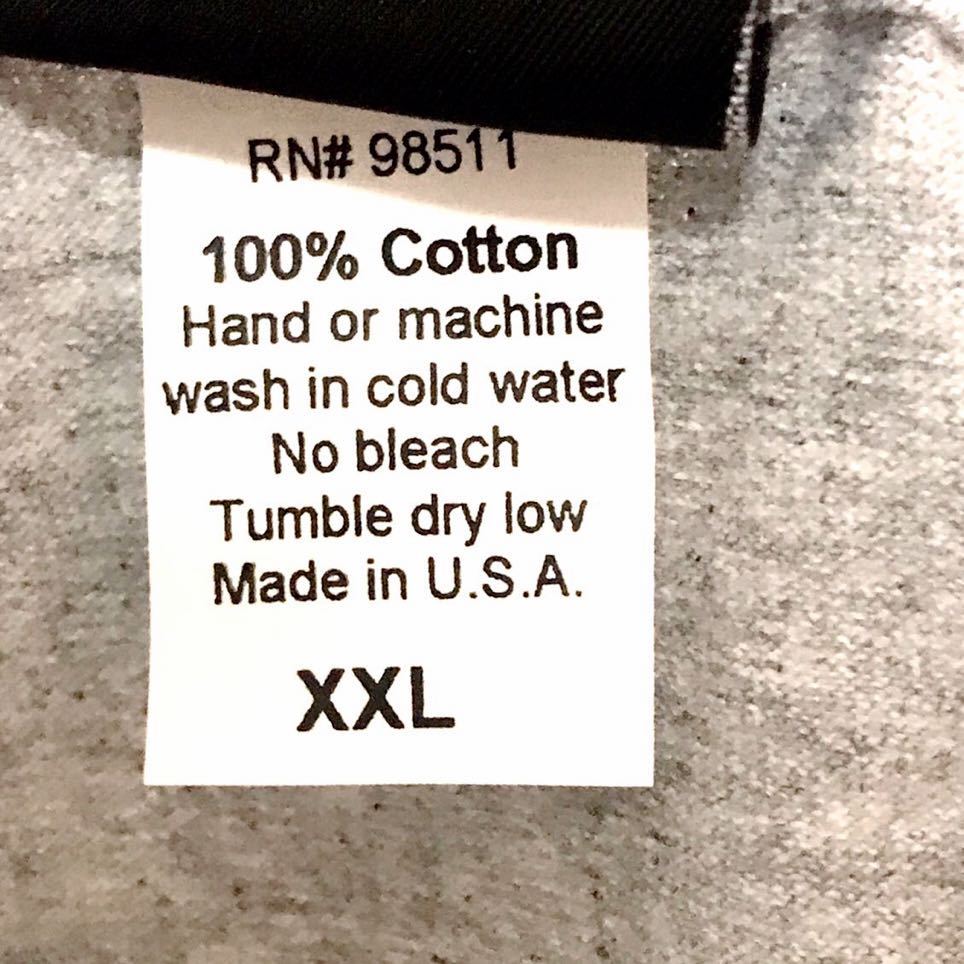 RN# 98511
100% Cotton
Hand or machine
wash in cold water
No bleach
Tumble dry low
Made in U.S.A.
XXL